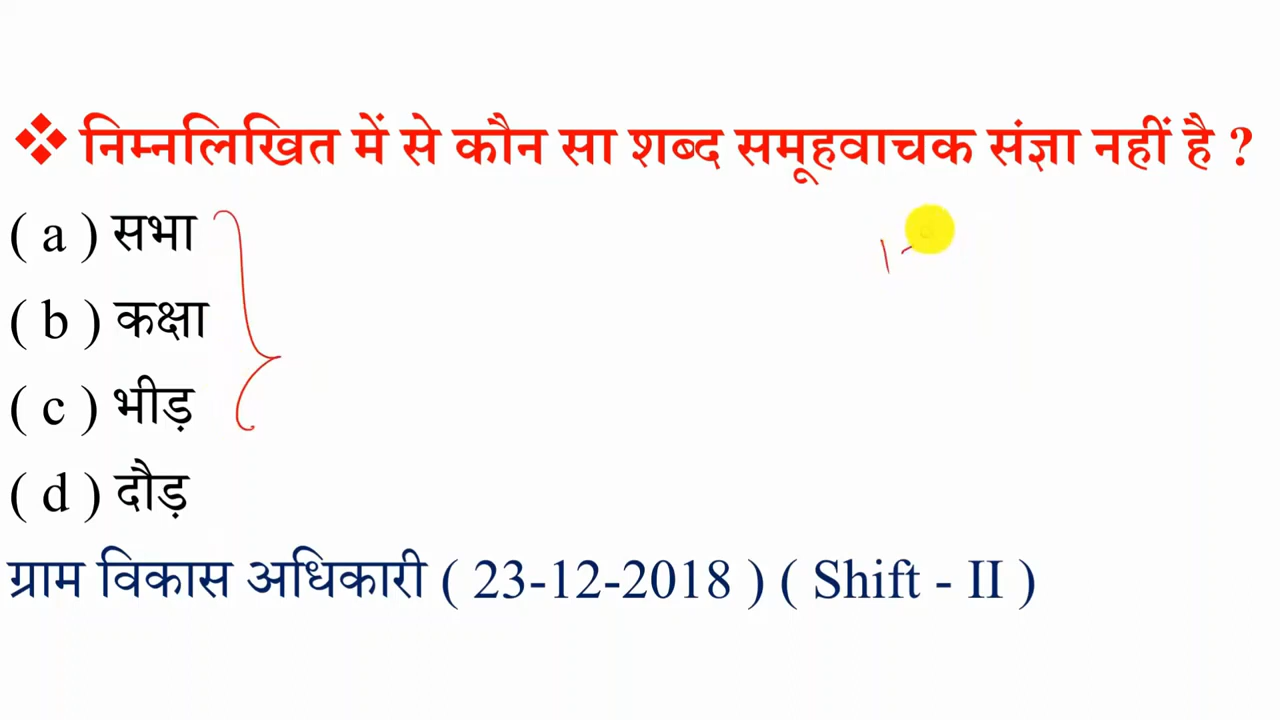 ❖ निम्नलिखित में से कौन सा शब्द समूहवाचक संज्ञा नहीं है ?
( a ) सभा
( b ) कक्षा
( c ) भीड़
( d ) दौड़
ग्राम विकास अधिकारी ( 23-12-2018 ) ( Shift - II )